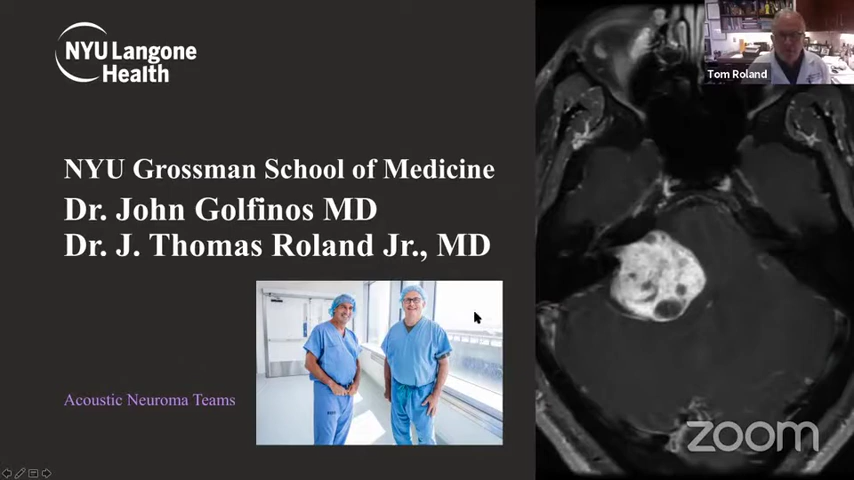 NYU Langone
Health
Tom Roland
NYU Grossman School of Medicine
Dr. John Golfinos MD
Dr. J. Thomas Roland Jr., MD
Acoustic Neuroma Teams
zoom